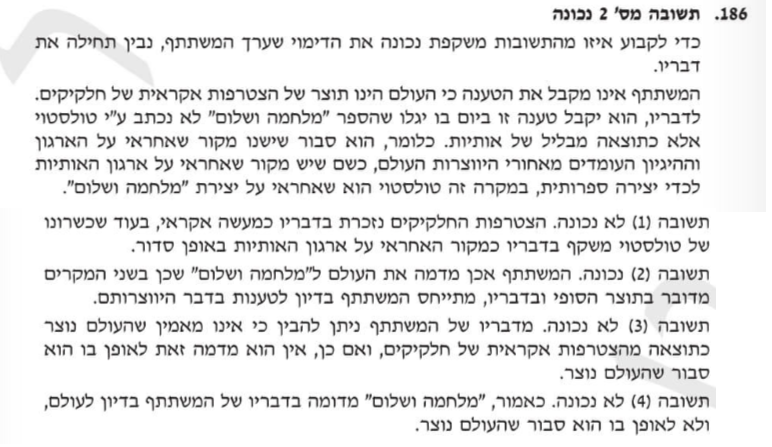 186. תשובה מס' 2 נכונה
כדי לקבוע איזו מהתשובות משקפת נכונה את הדימוי שערך המשתתף, נבין תחילה את
דבריו.
המשתתף אינו מקבל את הטענה כי העולם הינו תוצר של הצטרפות אקראית של חלקיקים.
לדבריו, הוא יקבל טענה זו ביום בו יגלו שהספר "מלחמה ושלום" לא נכתב ע"י טולסטוי
אלא כתוצאה מבליל של אותיות. כלומר, הוא סבור שישנו מקור שאחראי על הארגון
וההיגיון העומדים מאחורי היווצרות העולם, כשם שיש מקור שאחראי על ארגון האותיות
לכדי יצירה ספרותית, במקרה זה טולסטוי הוא שאחראי על יצירת "מלחמה ושלום".
תשובה (1) לא נכונה. הצטרפות החלקיקים נזכרת בדבריו כמעשה אקראי, בעוד שכשרונו
של טולסטוי משקף בדבריו כמקור האחראי על ארגון האותיות באופן סדור.
תשובה (2) נכונה. המשתתף אכן מדמה את העולם ל"מלחמה ושלום" שכן בשני המקרים
מדובר בתוצר הסופי ובדבריו, מתייחס המשתתף בדיון לטענות בדבר היווצרותם.
תשובה (3) לא נכונה. מדבריו של המשתתף ניתן להבין כי אינו מאמין שהעולם נוצר
כתוצאה מהצטרפות אקראית של חלקיקים, ואם כן, אין הוא מדמה זאת לאופן בו הוא
סבור שהעולם נוצר.
תשובה (4) לא נכונה. כאמור, "מלחמה ושלום" מדומה בדבריו של המשתתף בדיון לעולם,
ולא לאופן בו הוא סבור שהעולם נוצר.